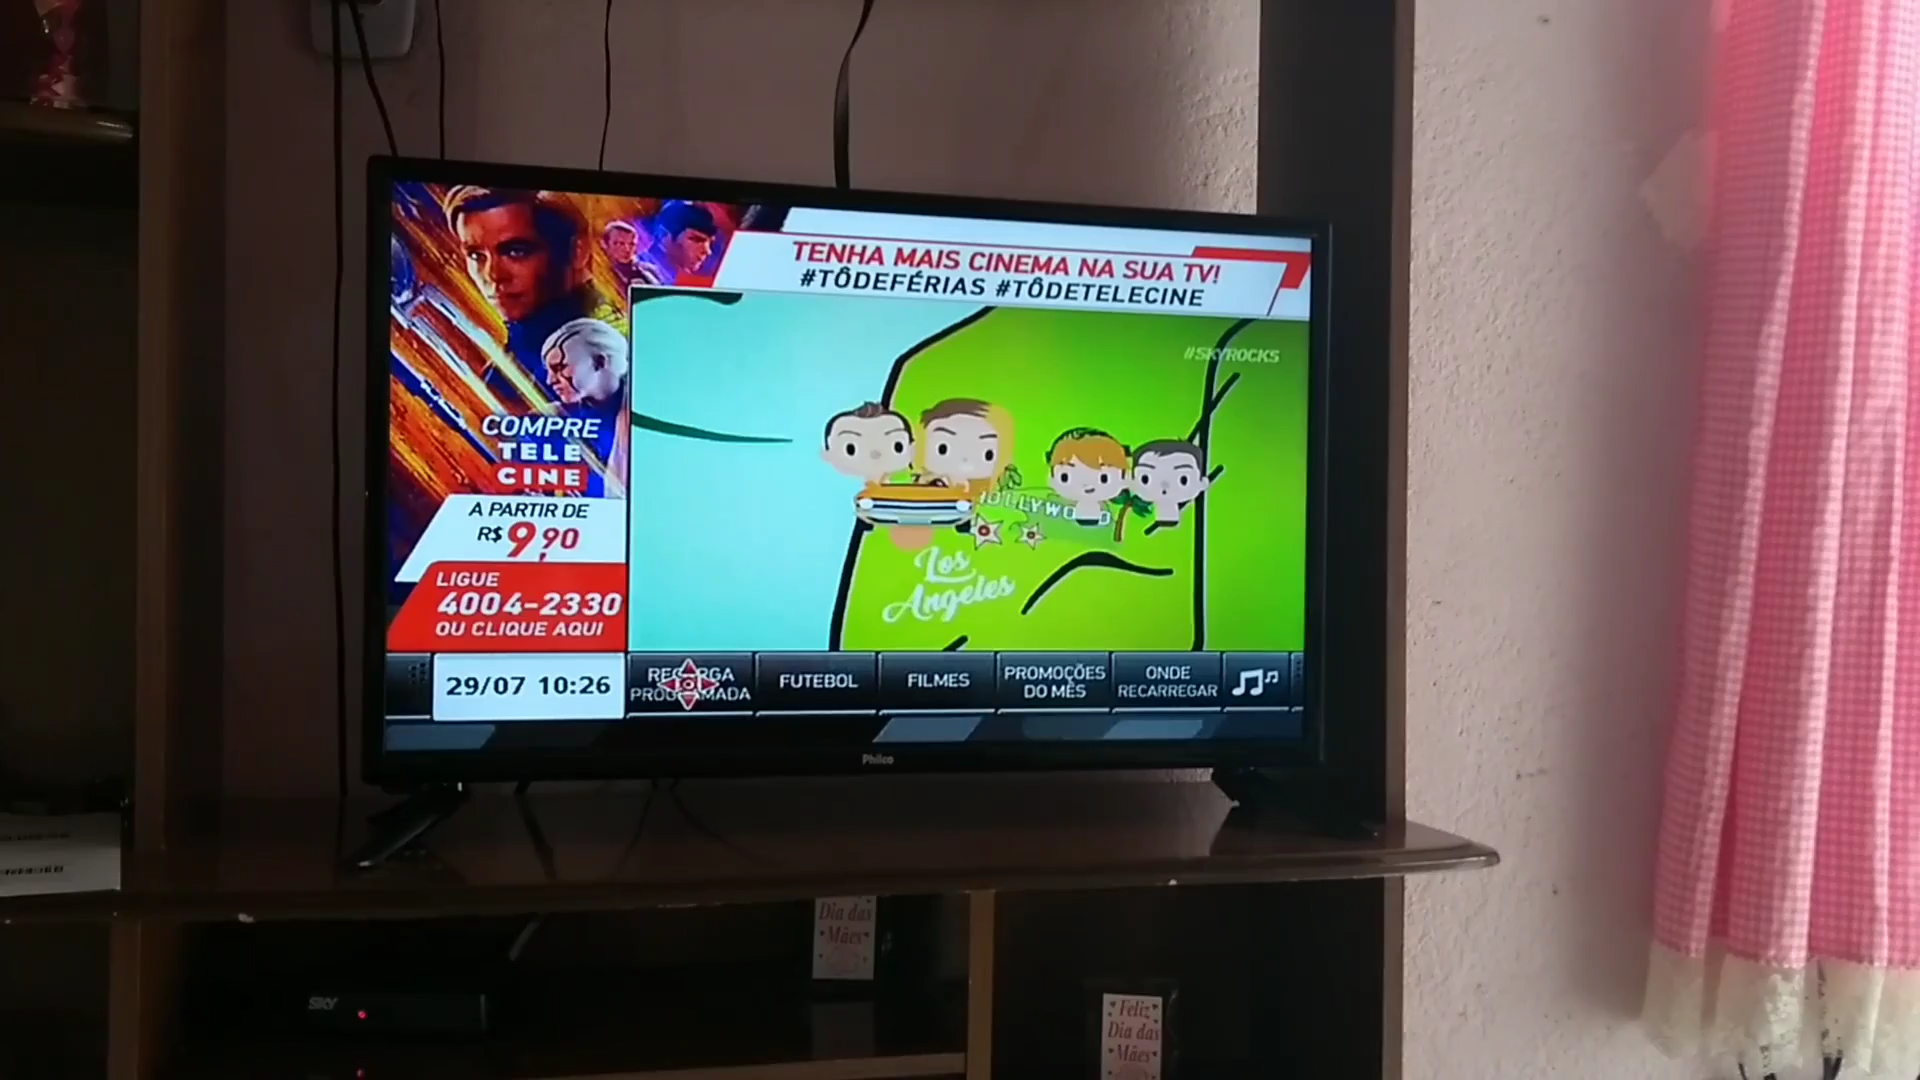 TENHA MAIS CINEMA NA SUA TV!
#TÔDEFÉRIAS #TÔDETELECINE
#SKYROCKS
COMPRE
TELE
CINE
A PARTIR DE
R$ 9,90
LIGUE
4004-2330
OU CLIQUE AQUI
HOLLYWOOD
Los
Angeles
29/07 10:26
RECARGA
PROGRAMADA
FUTEBOL
FILMES
PROMOÇÕES
DO MÊS
ONDE
RECARREGAR
Philco
SKY
Dia das
Mães
Feliz
Dia das
Mães